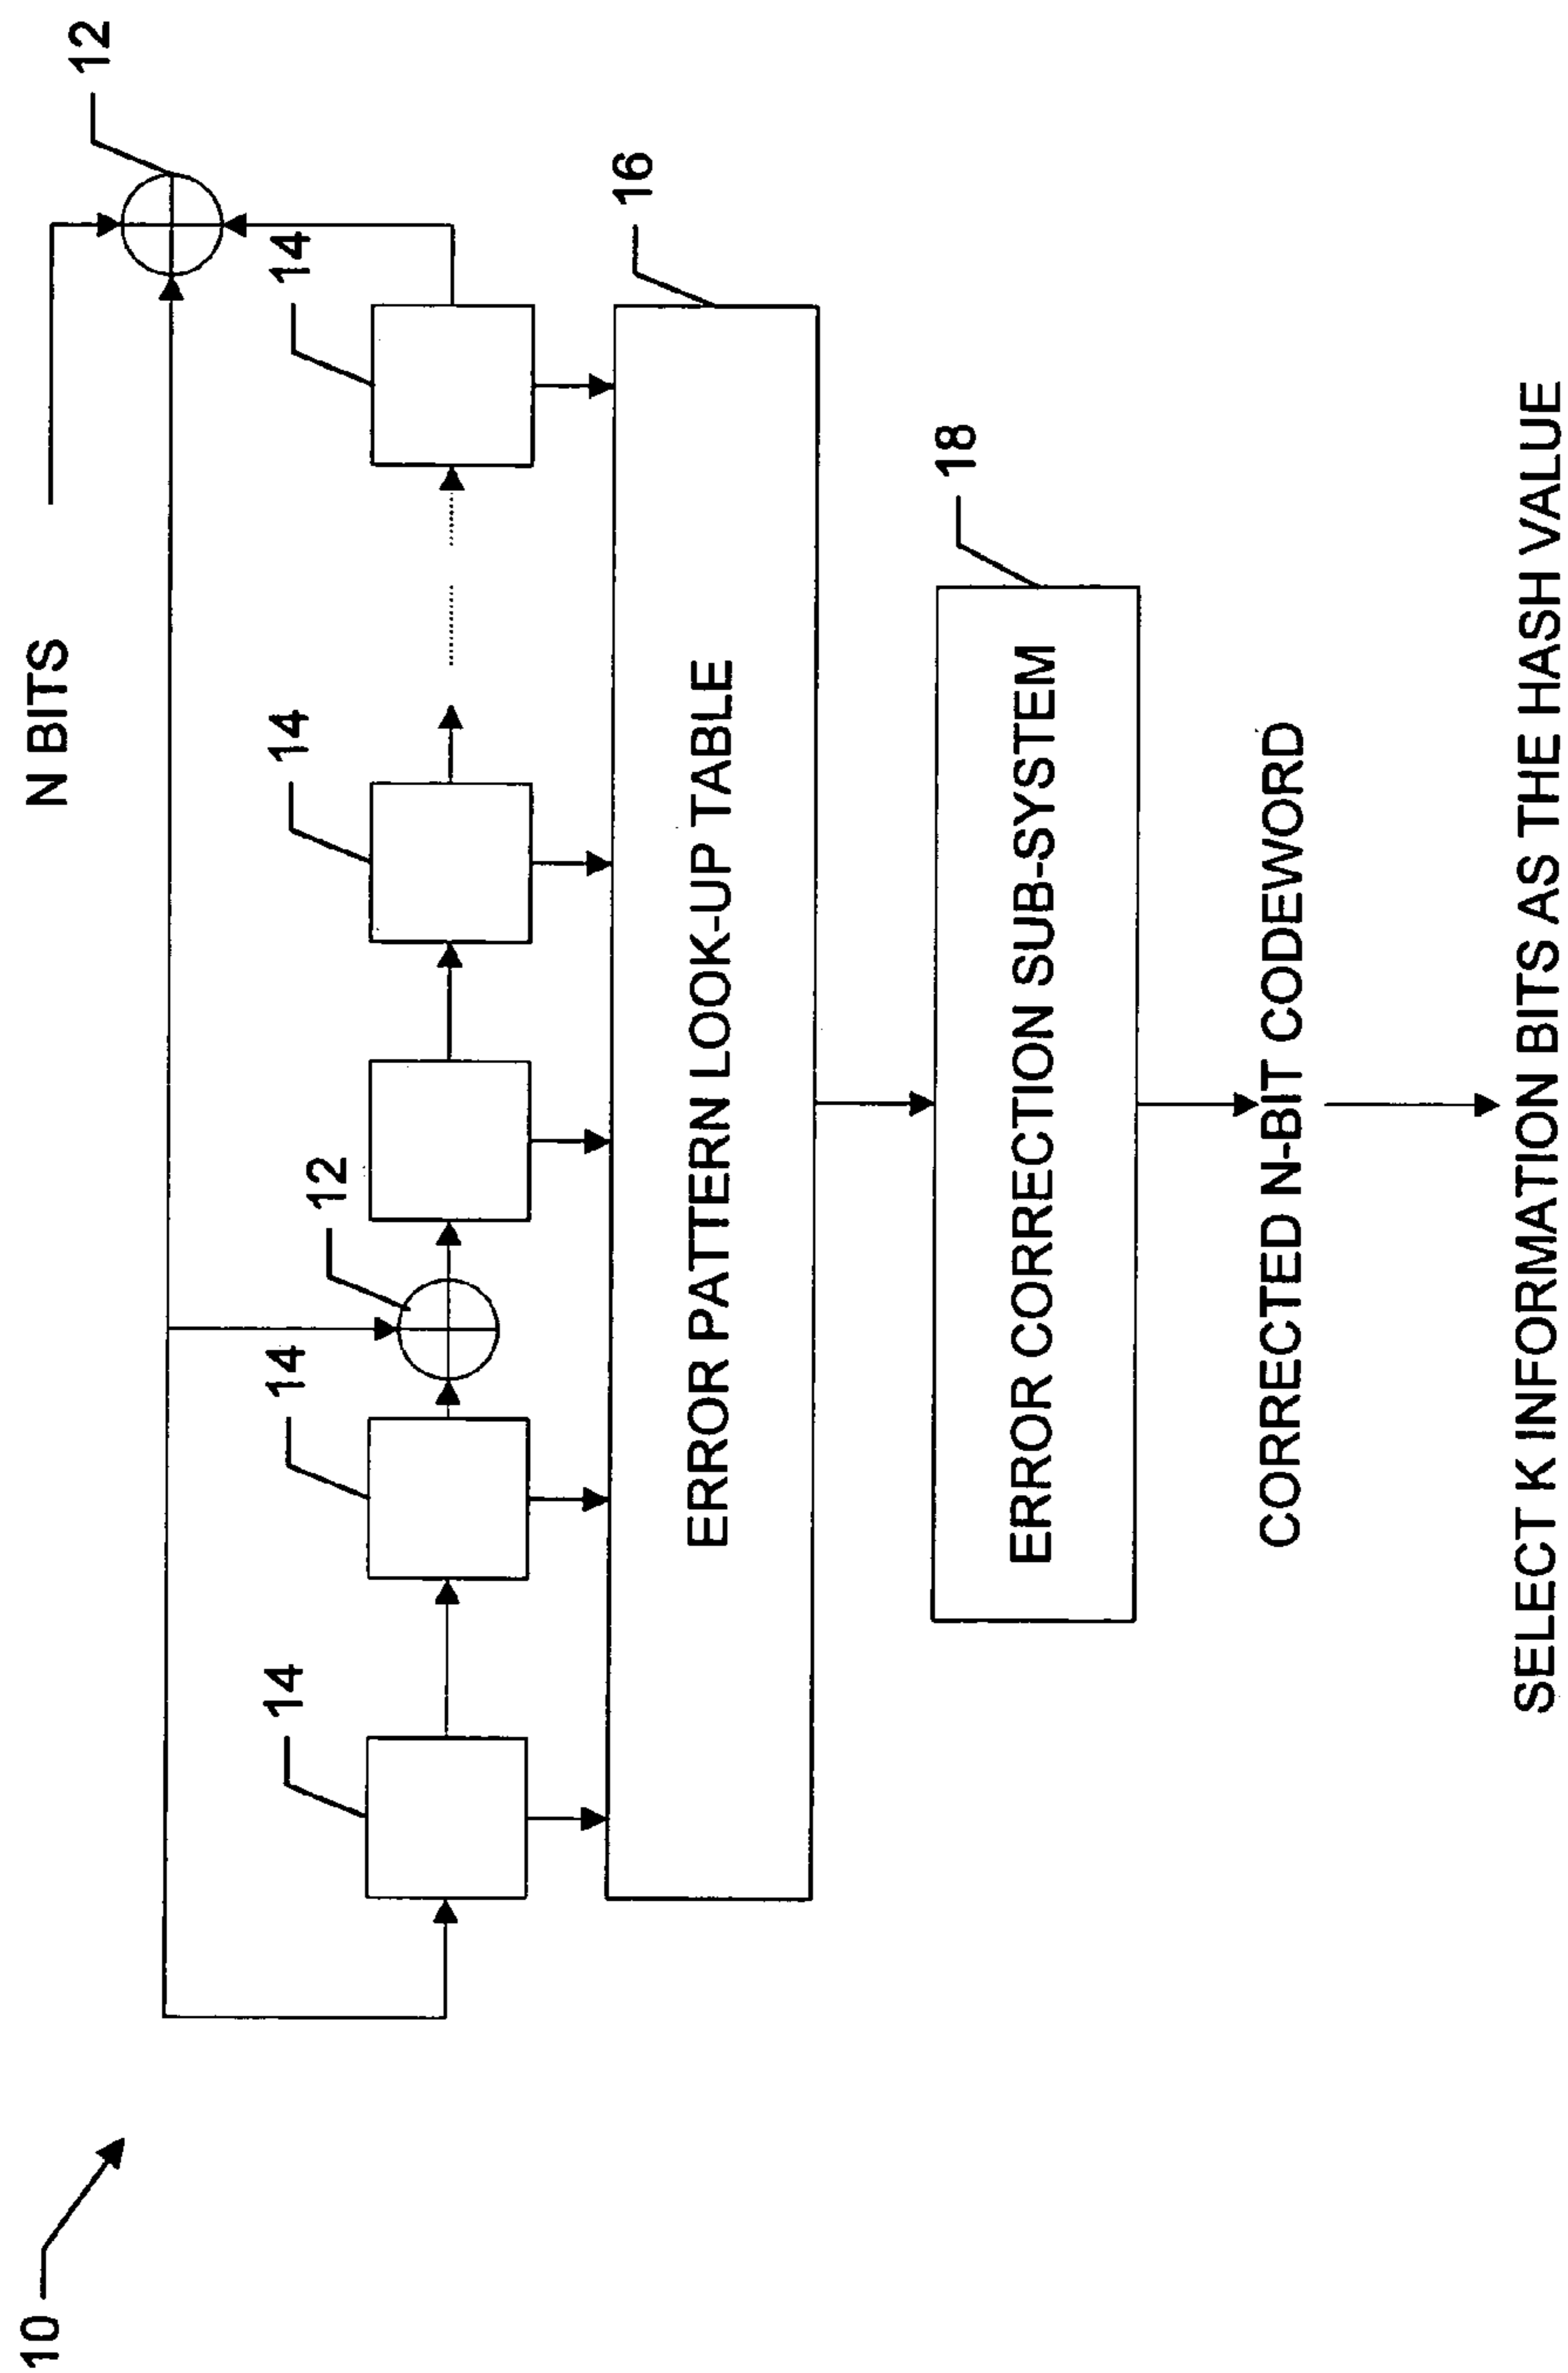 10
N BITS
12
14
14
12
14
14
16
ERROR PATTERN LOOK-UP TABLE
18
ERROR CORRECTION SUB-SYSTEM
CORRECTED N-BIT CODEWORD
SELECT K INFORMATION BITS AS THE HASH VALUE